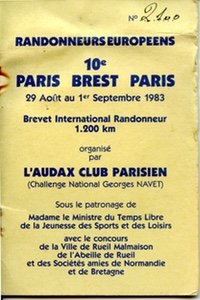 N° 2100
RANDONNEURS EUROPEENS
10e
PARIS BREST PARIS
29 Août au 1er Septembre 1983
Brevet International Randonneur
1.200 km
organisé
par
L'AUDAX CLUB PARISIEN
(Challenge National Georges NAVET)
Sous le patronage de
Madame le Ministre du Temps Libre
de la Jeunesse des Sports et des Loisirs
avec le concours
de la Ville de Rueil Malmaison
de l'Abeille de Rueil
et des Sociétés amies de Normandie
et de Bretagne